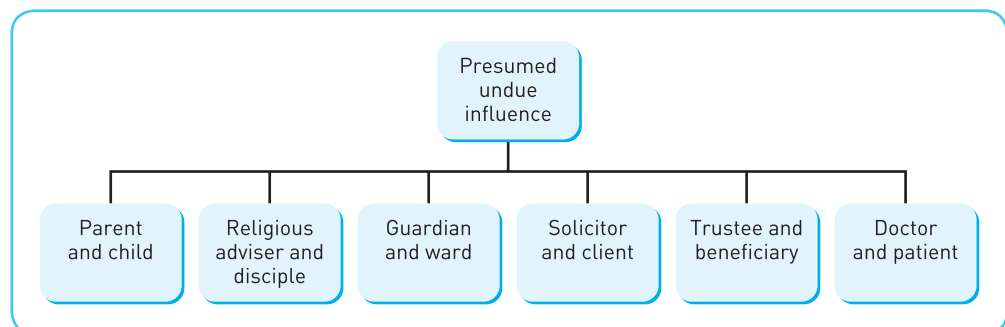 Presumed
undue
influence
Parent
and child
Religious
adviser and
disciple
Guardian
and ward
Solicitor
and client
Trustee and
beneficiary
Doctor
and patient